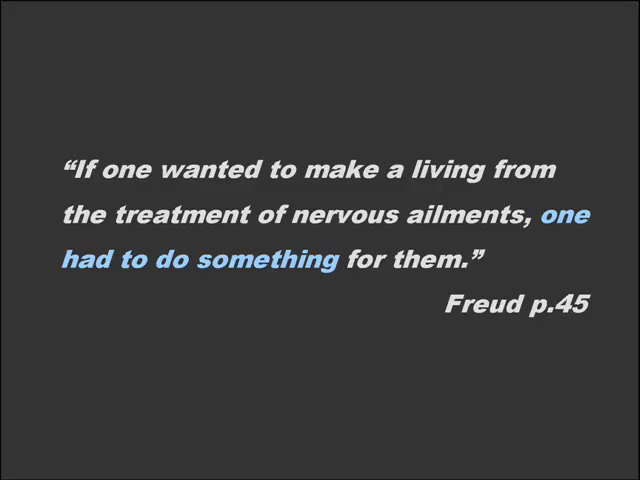 “If one wanted to make a living from
the treatment of nervous ailments, one
had to do something for them.”
Freud p.45